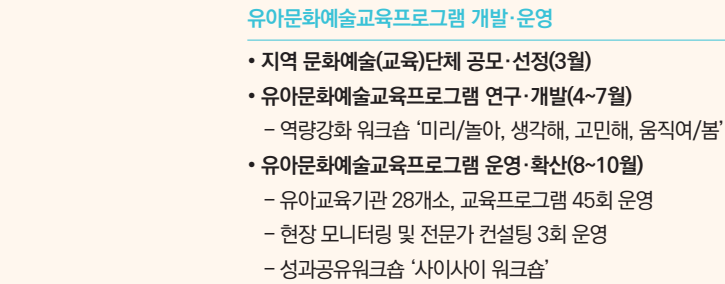 유아문화예술교육프로그램 개발·운영
• 지역 문화예술(교육)단체 공모·선정(3월)
• 유아문화예술교육프로그램 연구·개발(4~7월)
– 역량강화 워크숍 ‘미리/놀아, 생각해, 고민해, 움직여/봄’
• 유아문화예술교육프로그램 운영·확산(8~10월)
– 유아교육기관 28개소, 교육프로그램 45회 운영
– 현장 모니터링 및 전문가 컨설팅 3회 운영
– 성과공유워크숍 ‘사이사이 워크숍’